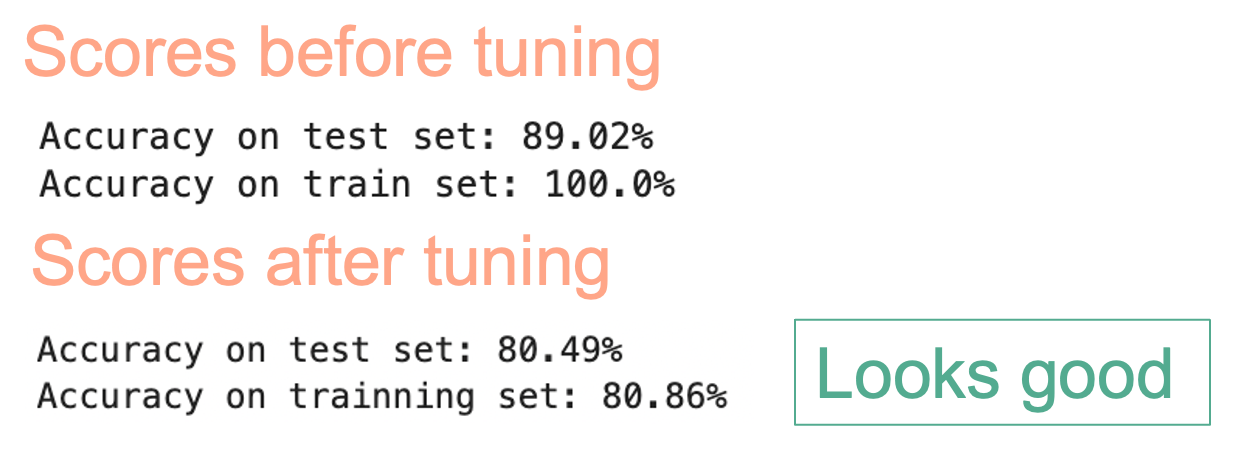 Scores before tuning
Accuracy on test set: 89.02%
Accuracy on train set: 100.0%
Scores after tuning
Accuracy on test set: 80.49%
Accuracy on trainning set: 80.86%
Looks good